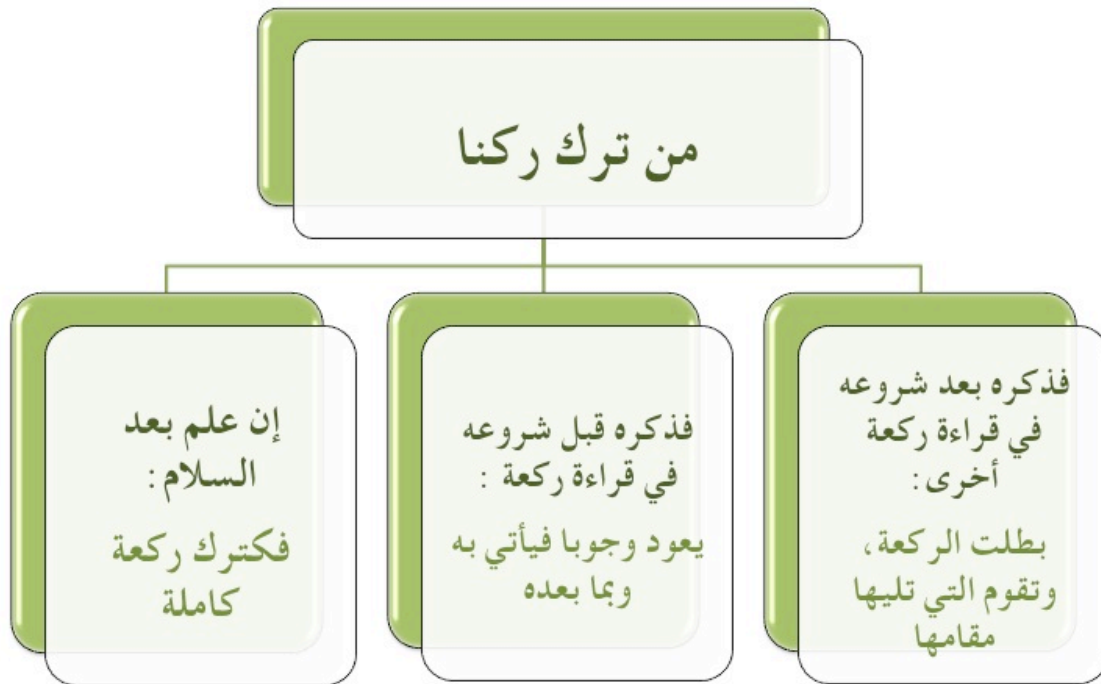 من ترك ركنا
فذكره بعد شروعه
في قراءة ركعة
أخرى :
بطلت الركعة ،
وتقوم التي تليها
مقامها
فذكره قبل شروعه
في قراءة ركعة :
يعود وجوبا فيأتي به
وبما بعده
إن علم بعد
السلام :
فكترك ركعة
كاملة